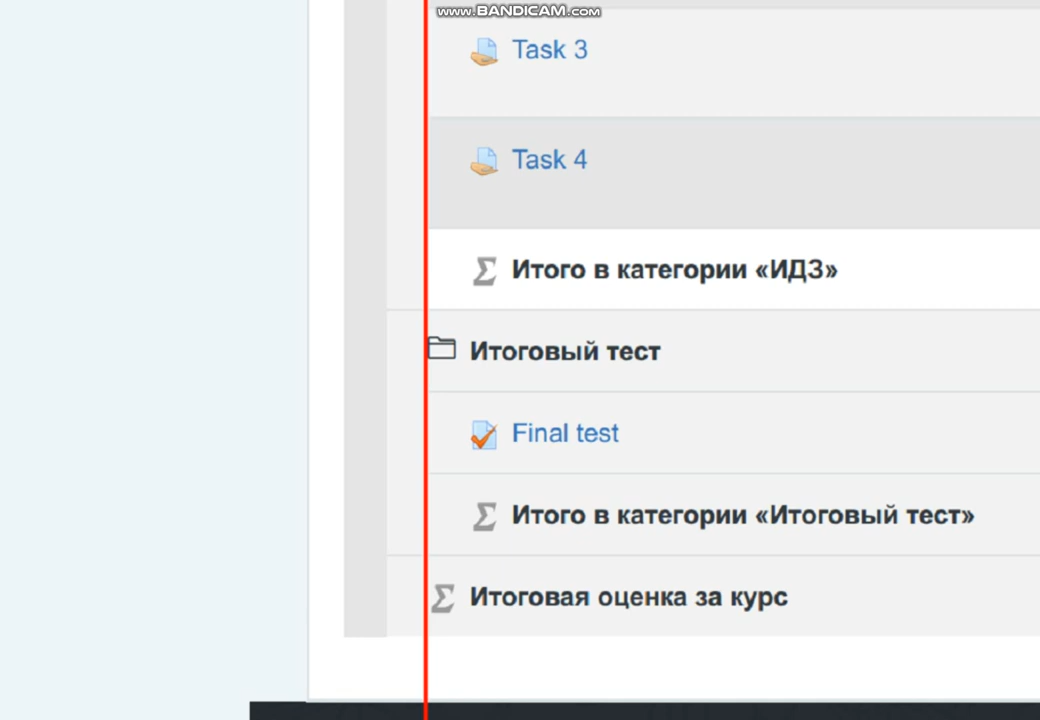 www.BANDICAM.com
Task 3
Task 4
Итого в категории «ИДЗ»
Итоговый тест
Final test
Итого в категории «Итоговый тест»
Итоговая оценка за курс